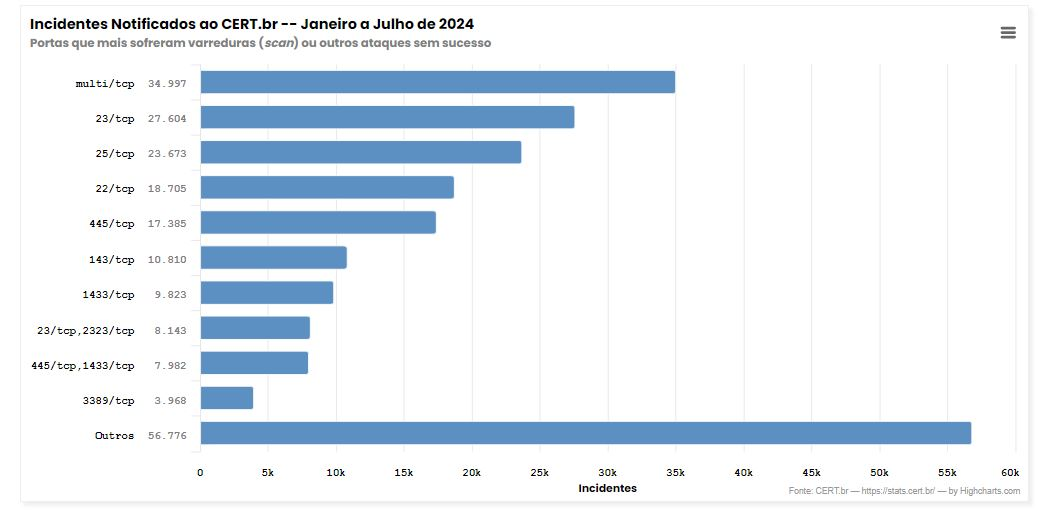 Incidentes Notificados ao CERT.br -- Janeiro a Julho de 2024
Portas que mais sofreram varreduras (scan) ou outros ataques sem sucesso
multi/tcp 34.997
23/tcp 27.604
25/tcp 23.673
22/tcp 18.705
445/tcp 17.385
143/tcp 10.810
1433/tcp 9.823
23/tcp,2323/tcp 8.143
445/tcp,1433/tcp 7.982
3389/tcp 3.968
Outros 56.776
0 5k 10k 15k 20k 25k 30k 35k 40k 45k 50k 55k 60k
Incidentes
Fonte: CERT.br — https://stats.cert.br/ — by Highcharts.com